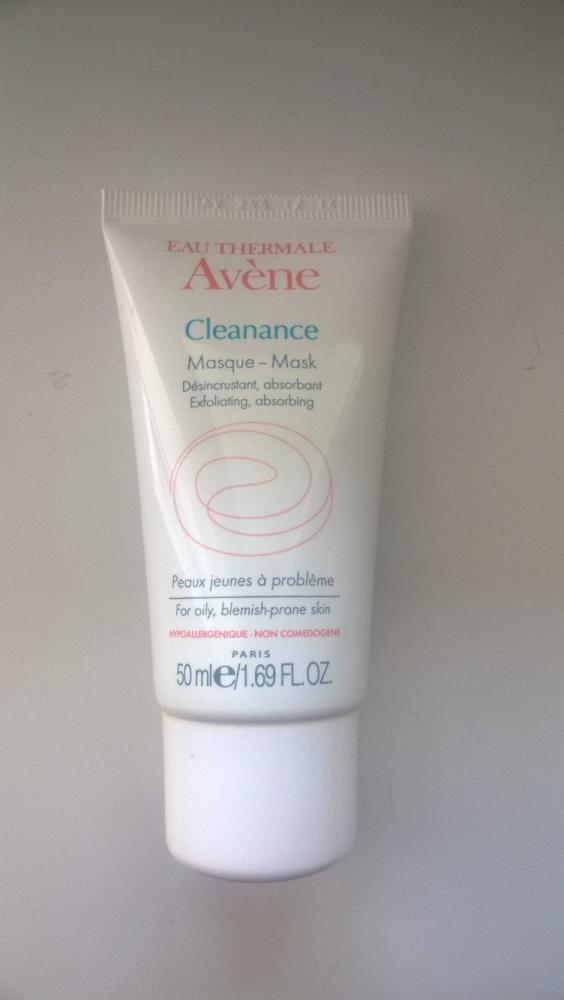 EAU THERMALE
Avène
Cleanance
Masque – Mask
Désincrustant, absorbant
Exfoliating, absorbing
Peaux jeunes à problème
For oily, blemish-prone skin
HYPOALLERGENIQUE - NON COMEDOGENE
PARIS
50 ml e/1.69 FL. OZ.